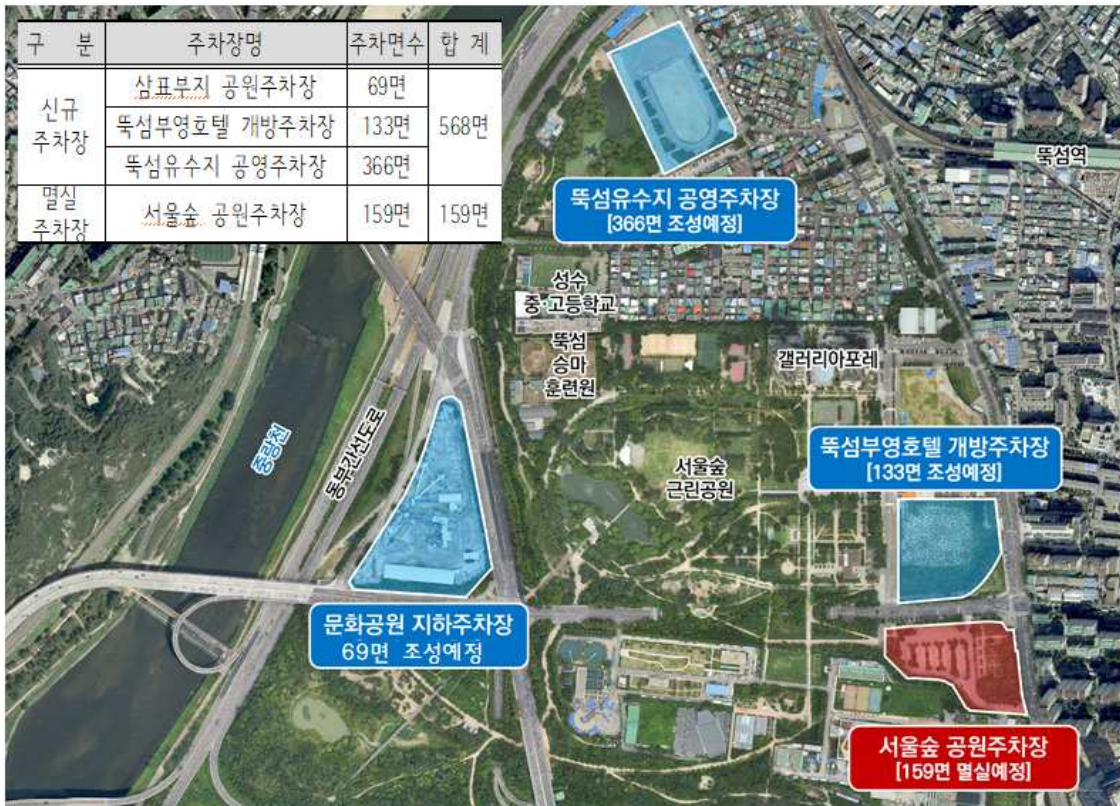 구 분 주차장명 주차면수 합 계
신규 주차장 삼표부지 공원주차장 69면 568면
뚝섬부영호텔 개방주차장 133면
뚝섬유수지 공영주차장 366면
멸실 주차장 서울숲 공원주차장 159면 159면
뚝섬역
뚝섬유수지 공영주차장
[366면 조성예정]
성수
중·고등학교
뚝섬
승마
훈련원
갤러리아포레
중랑천
동부간선도로
서울숲
근린공원
뚝섬부영호텔 개방주차장
[133면 조성예정]
문화공원 지하주차장
69면 조성예정
서울숲 공원주차장
[159면 멸실예정]